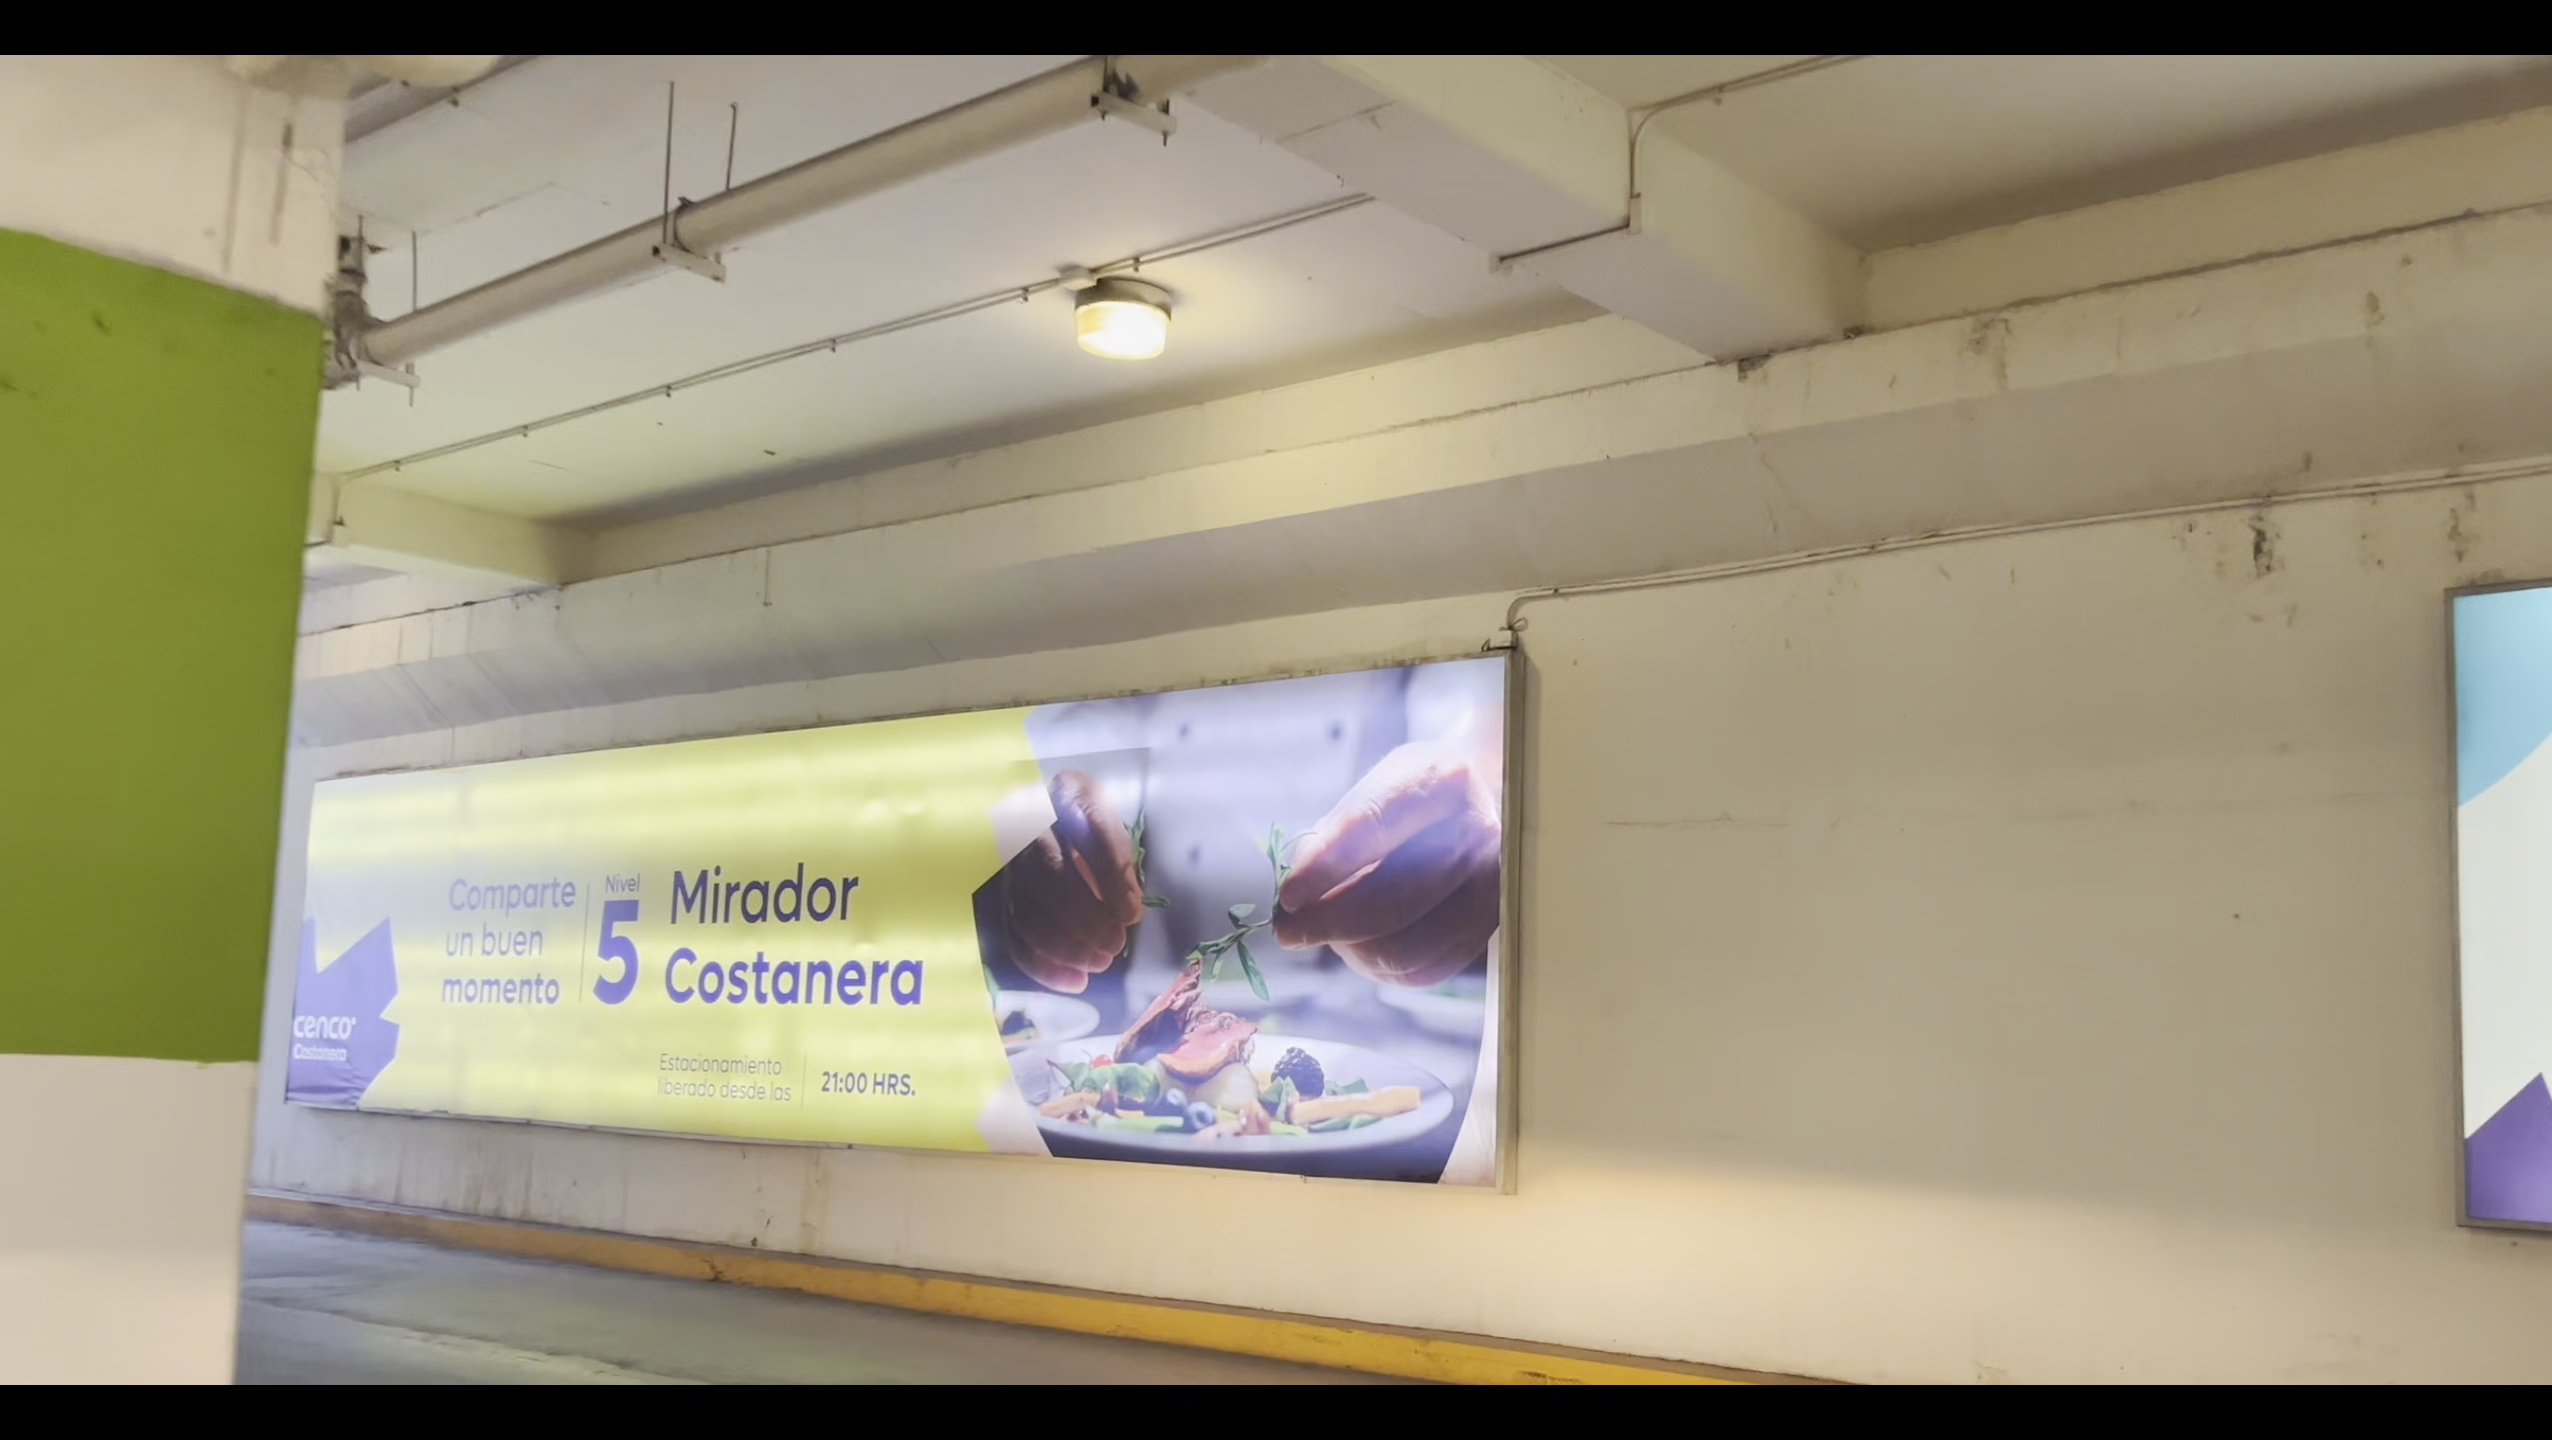 Comparte
un buen
momento
Nivel
5
Mirador
Costanera
Estacionamiento
liberado desde las
21:00 HRS.
cenco
Costanera